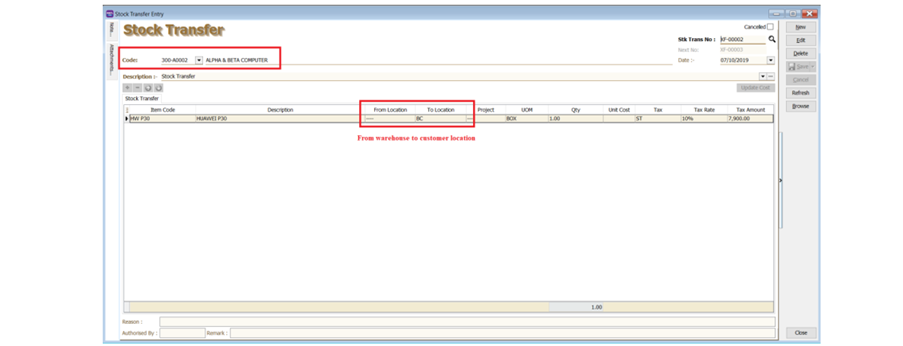 Stock Transfer Entry
Stock Transfer
Cancelled
Stk Trans No : XF-00002
Next No: XF-00003
Code: 300-A0002 ALPHA & BETA COMPUTER
Date :- 07/10/2019
Description :- Stock Transfer
Update Cost
Stock Transfer
Item Code Description From Location To Location Project UOM Qty Unit Cost Tax Tax Rate Tax Amount
HW P30 HUAWEI P30 ---- BC ---- BOX 1.00 ST 10% 7,900.00
From warehouse to customer location
1.00
Reason :
Authorised By : Remark :
New
Edit
Delete
Save
Cancel
Refresh
Browse
Close
Attachments...